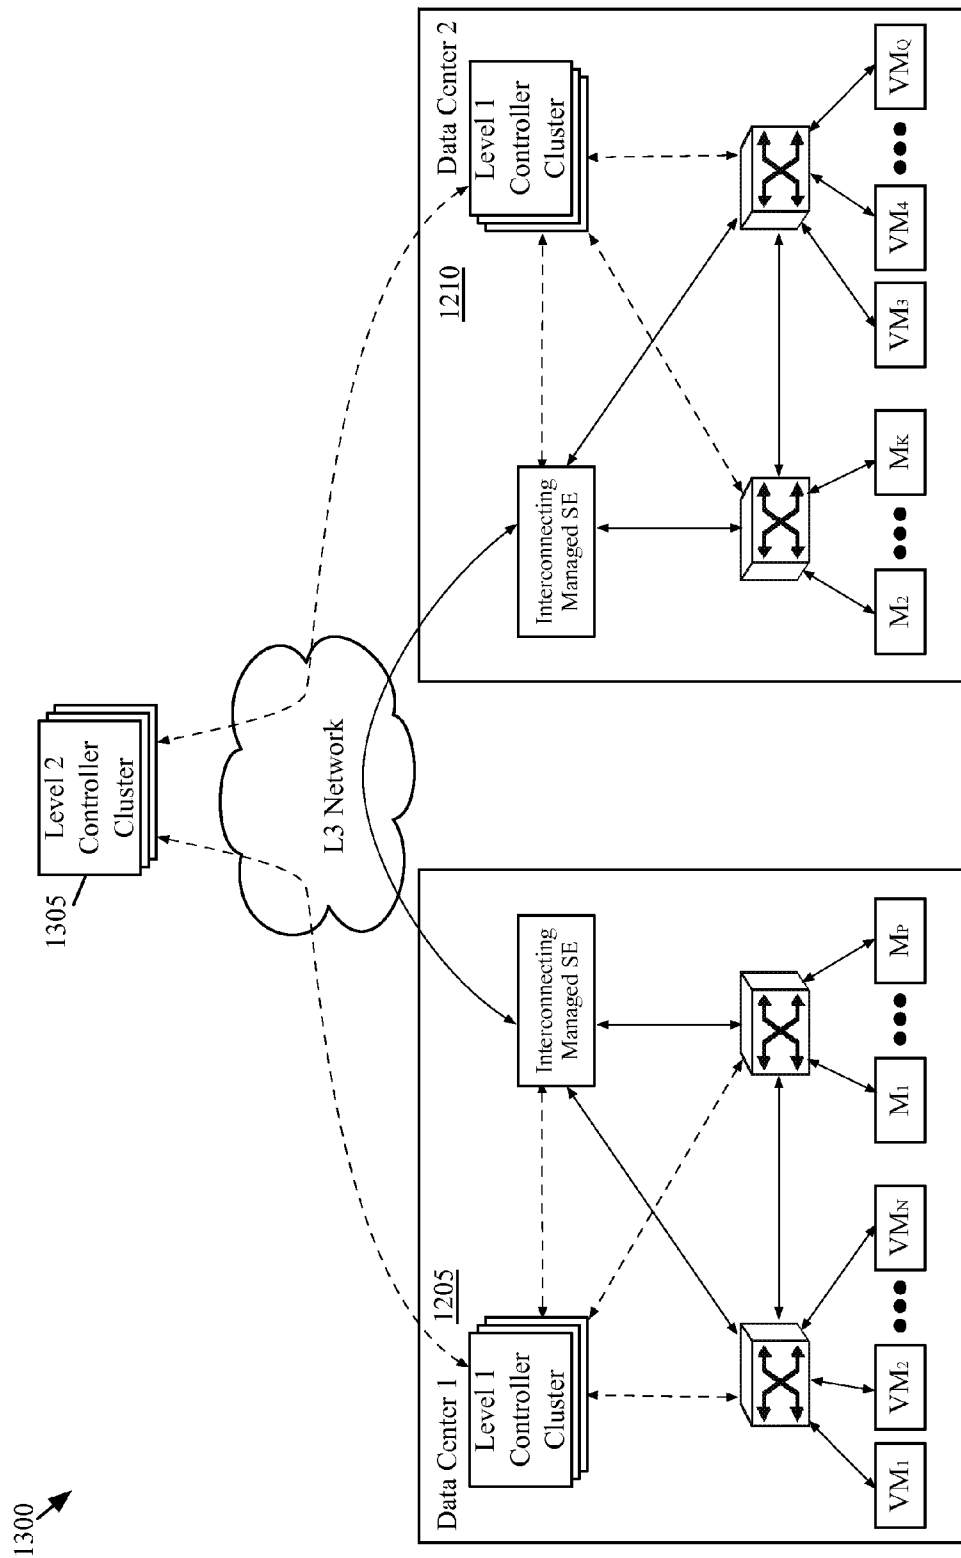 1300
1305
Level 2
Controller
Cluster
L3 Network
Data Center 1
1205
Level 1
Controller
Cluster
Interconnecting
Managed SE
VM1
VM2
VMN
M1
MP
Data Center 2
1210
Level 1
Controller
Cluster
Interconnecting
Managed SE
M2
MK
VM3
VM4
VMQ